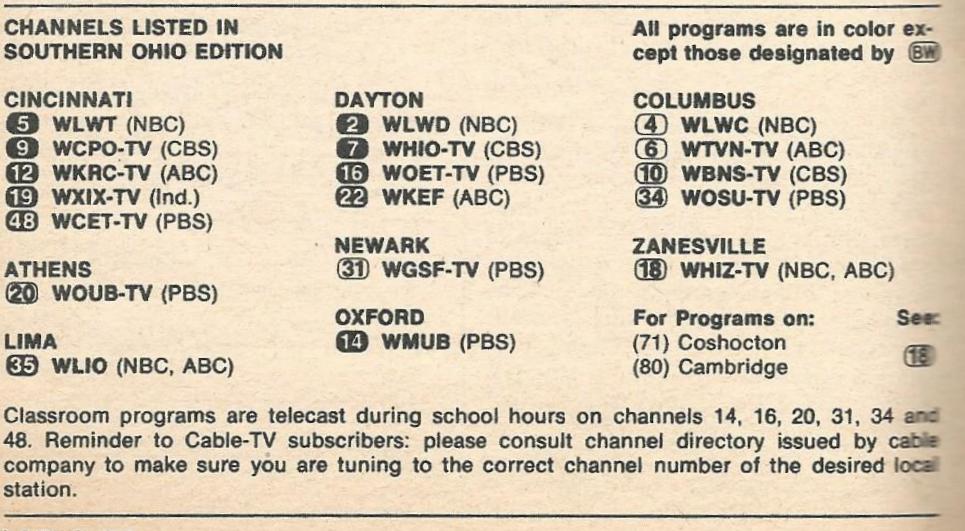 CHANNELS LISTED IN
SOUTHERN OHIO EDITION
All programs are in color ex-
cept those designated by BW
CINCINNATI
5 WLWT (NBC)
9 WCPO-TV (CBS)
12 WKRC-TV (ABC)
19 WXIX-TV (Ind.)
48 WCET-TV (PBS)
ATHENS
20 WOUB-TV (PBS)
LIMA
35 WLIO (NBC, ABC)
DAYTON
2 WLWD (NBC)
7 WHIO-TV (CBS)
16 WOET-TV (PBS)
22 WKEF (ABC)
NEWARK
31 WGSF-TV (PBS)
OXFORD
14 WMUB (PBS)
COLUMBUS
4 WLWC (NBC)
6 WTVN-TV (ABC)
10 WBNS-TV (CBS)
34 WOSU-TV (PBS)
ZANESVILLE
18 WHIZ-TV (NBC, ABC)
For Programs on: See:
(71) Coshocton
(80) Cambridge
18
Classroom programs are telecast during school hours on channels 14, 16, 20, 31, 34 and
48. Reminder to Cable-TV subscribers: please consult channel directory issued by cable
company to make sure you are tuning to the correct channel number of the desired local
station.